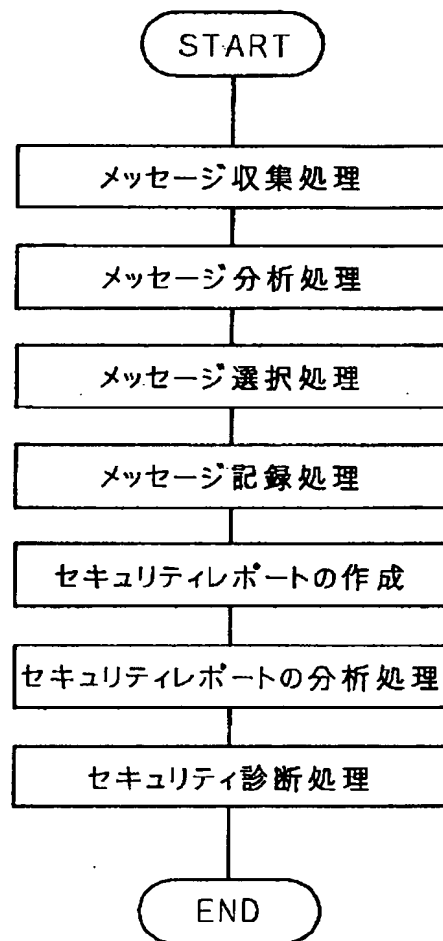 START
メッセージ収集処理
メッセージ分析処理
メッセージ選択処理
メッセージ記録処理
セキュリティレポートの作成
セキュリティレポートの分析処理
セキュリティ診断処理
END